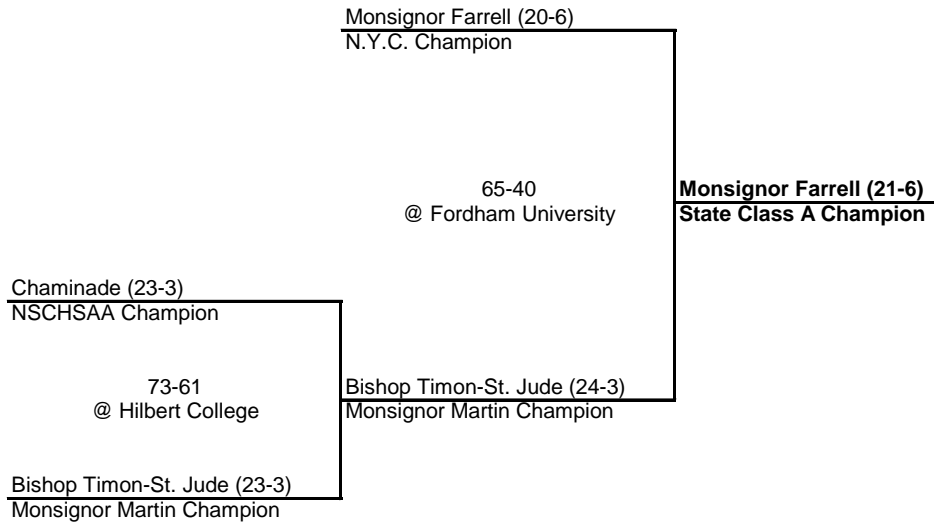 Monsignor Farrell (20-6)
N.Y.C. Champion
65-40
@ Fordham University
Monsignor Farrell (21-6)
State Class A Champion
Chaminade (23-3)
NSCHSAA Champion
73-61
@ Hilbert College
Bishop Timon-St. Jude (24-3)
Monsignor Martin Champion
Bishop Timon-St. Jude (23-3)
Monsignor Martin Champion